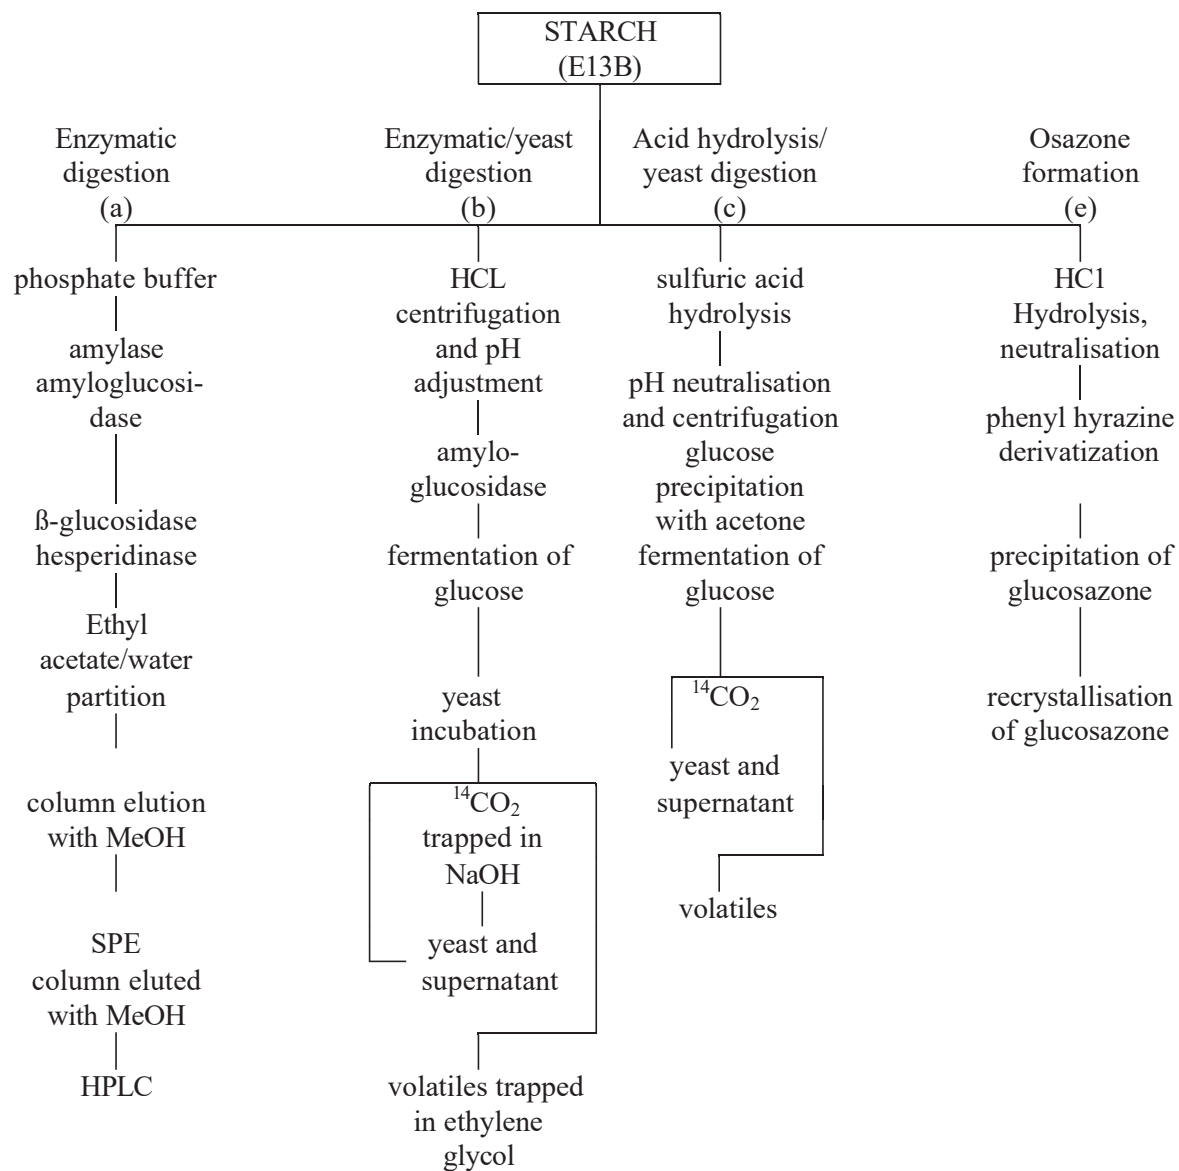 STARCH
(E13B)
Enzymatic
digestion
(a)
Enzymatic/yeast
digestion
(b)
Acid hydrolysis/
yeast digestion
(c)
Osazone
formation
(e)
phosphate buffer
amylase
amyloglucosi-
dase
ß-glucosidase
hesperidinase
Ethyl
acetate/water
partition
column elution
with MeOH
SPE
column eluted
with MeOH
HPLC
HCL
centrifugation
and pH
adjustment
amylo-
glucosidase
fermentation of
glucose
yeast
incubation
¹⁴CO₂
trapped in
NaOH
yeast and
supernatant
volatiles trapped
in ethylene
glycol
sulfuric acid
hydrolysis
pH neutralisation
and centrifugation
glucose
precipitation
with acetone
fermentation of
glucose
¹⁴CO₂
yeast and
supernatant
volatiles
HC1
Hydrolysis,
neutralisation
phenyl hyrazine
derivatization
precipitation of
glucosazone
recrystallisation
of glucosazone